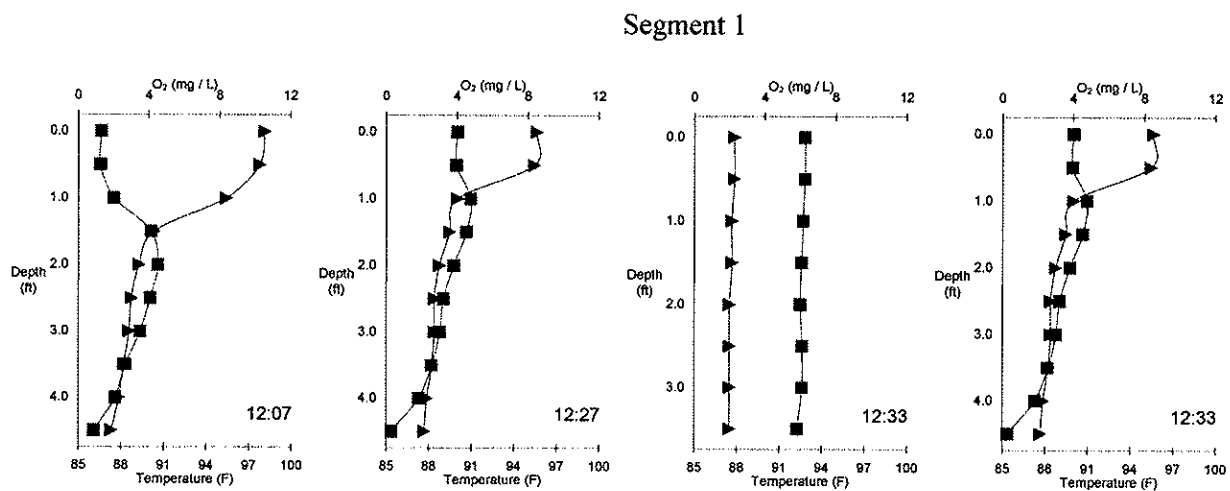 Segment 1
O₂ (mg / L) O₂ (mg / L) O₂ (mg / L) O₂ (mg / L)
0 4 8 12 0 4 8 12 0 4 8 12 0 4 8 12
0.0 0.0 0.0 0.0
1.0 1.0 1.0 1.0
2.0 2.0 2.0 2.0
Depth (ft) Depth (ft) Depth (ft) Depth (ft)
3.0 3.0 3.0 3.0
4.0 4.0 4.0
12:07 12:27 12:33 12:33
85 88 91 94 97 100 85 88 91 94 97 100 85 88 91 94 97 100 85 88 91 94 97 100
Temperature (F) Temperature (F) Temperature (F) Temperature (F)